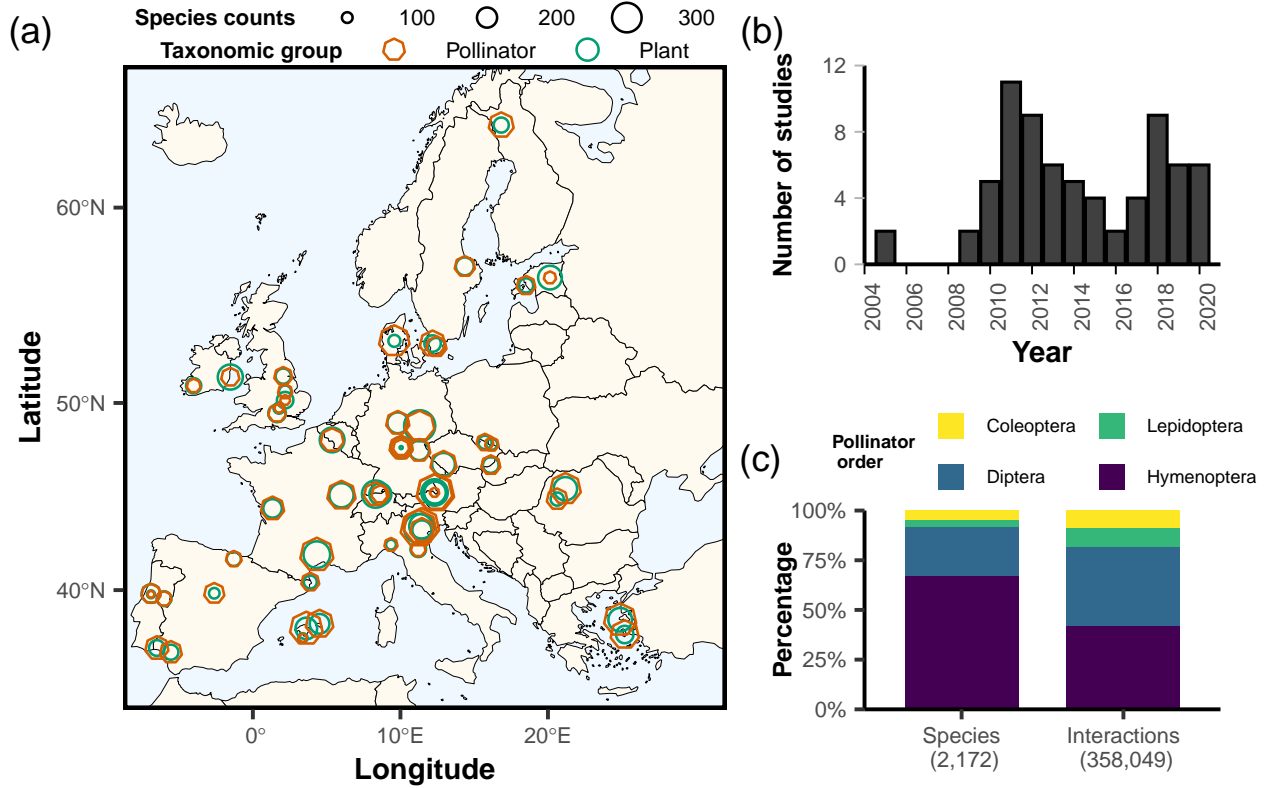 (a)
Species counts 100 200 300
Taxonomic group Pollinator Plant
60°N
50°N
40°N
Latitude
0° 10°E 20°E
Longitude
(b)
12
8
4
0
Number of studies
2004 2006 2008 2010 2012 2014 2016 2018 2020
Year
(c)
Pollinator
order
Coleoptera Lepidoptera
Diptera Hymenoptera
100%
75%
50%
25%
0%
Percentage
Species Interactions
(2,172) (358,049)